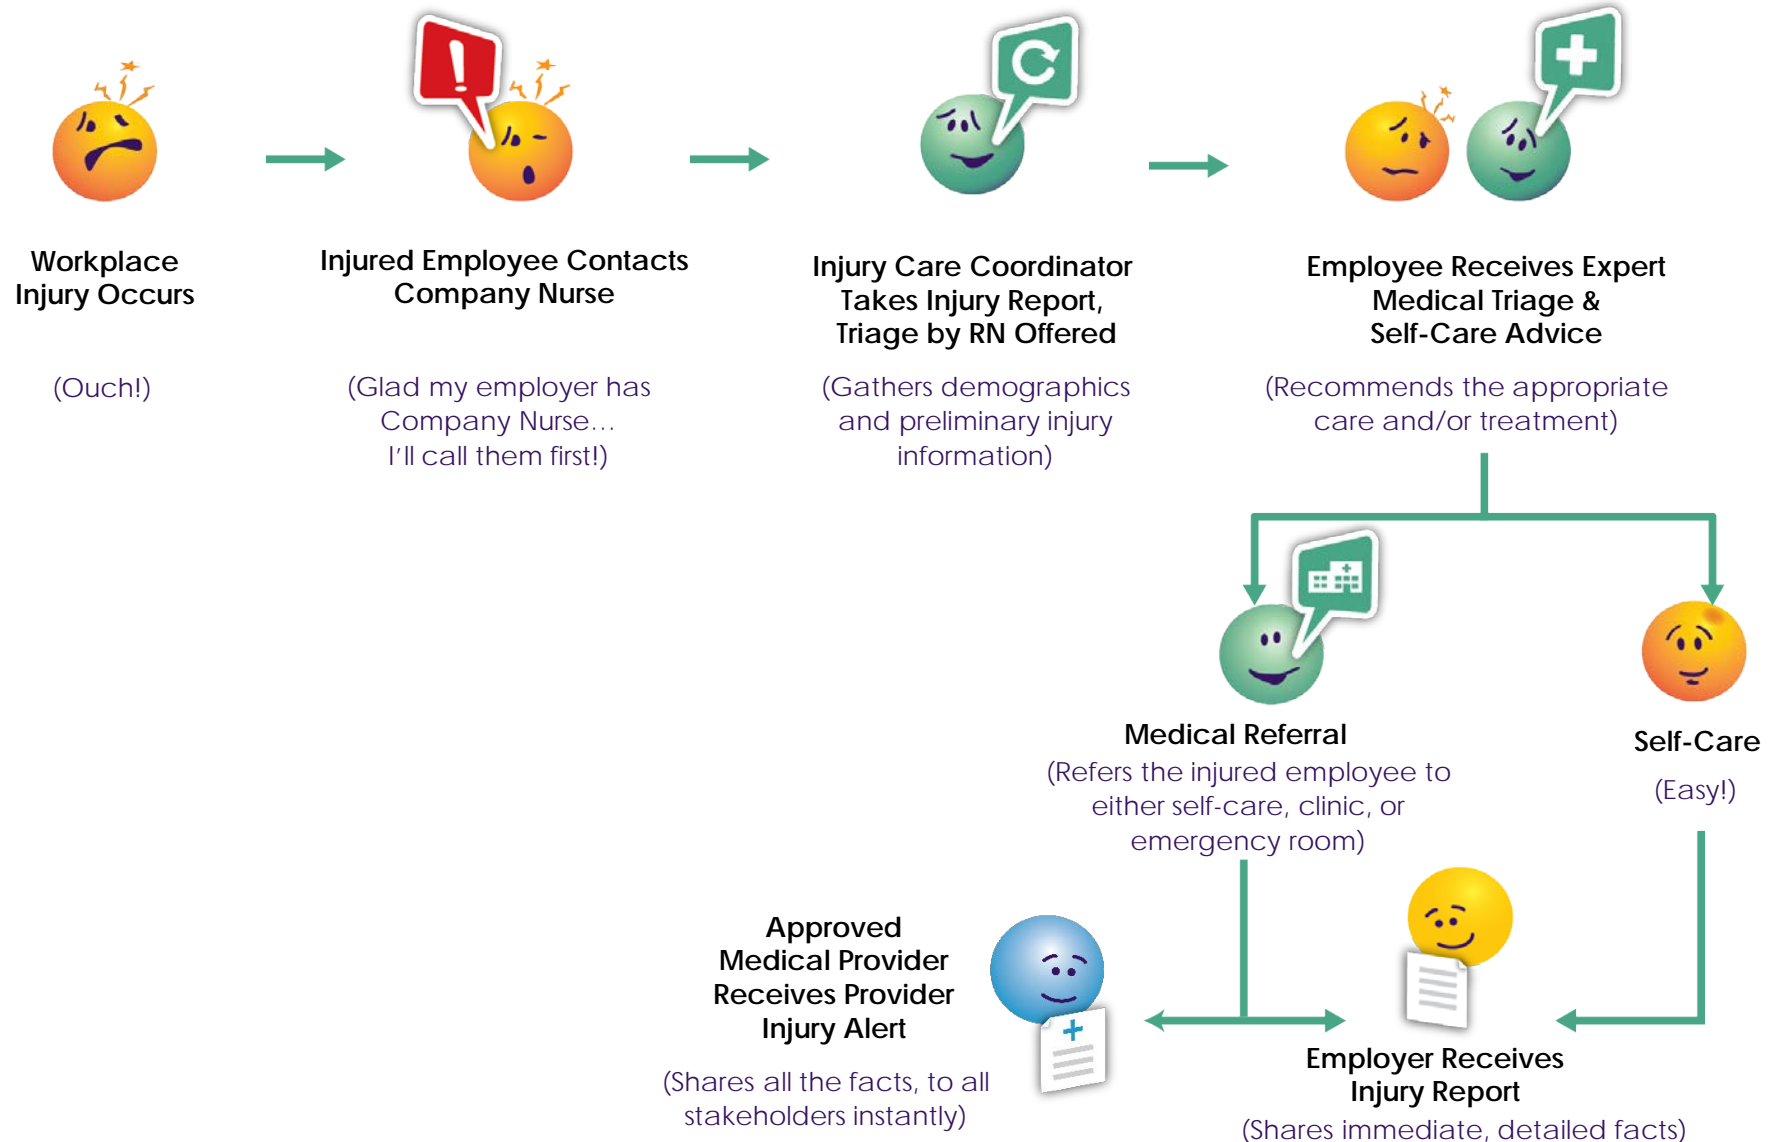 Workplace
Injury Occurs
(Ouch!)
Injured Employee Contacts
Company Nurse
(Glad my employer has
Company Nurse…
I'll call them first!)
Injury Care Coordinator
Takes Injury Report,
Triage by RN Offered
(Gathers demographics
and preliminary injury
information)
Employee Receives Expert
Medical Triage &
Self-Care Advice
(Recommends the appropriate
care and/or treatment)
Medical Referral
(Refers the injured employee to
either self-care, clinic, or
emergency room)
Self-Care
(Easy!)
Approved
Medical Provider
Receives Provider
Injury Alert
(Shares all the facts, to all
stakeholders instantly)
Employer Receives
Injury Report
(Shares immediate, detailed facts)